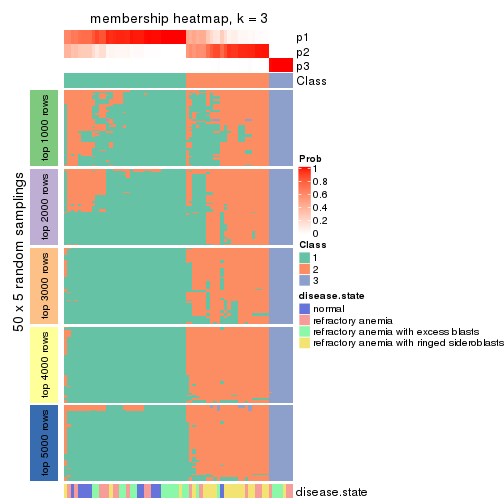 membership heatmap, k = 3
p1
p2
p3
Class
50 x 5 random samplings
top 1000 rows
top 2000 rows
top 3000 rows
top 4000 rows
top 5000 rows
Prob
1
0.8
0.6
0.4
0.2
0
Class
1
2
3
disease.state
normal
refractory anemia
refractory anemia with excess blasts
refractory anemia with ringed sideroblasts
disease.state